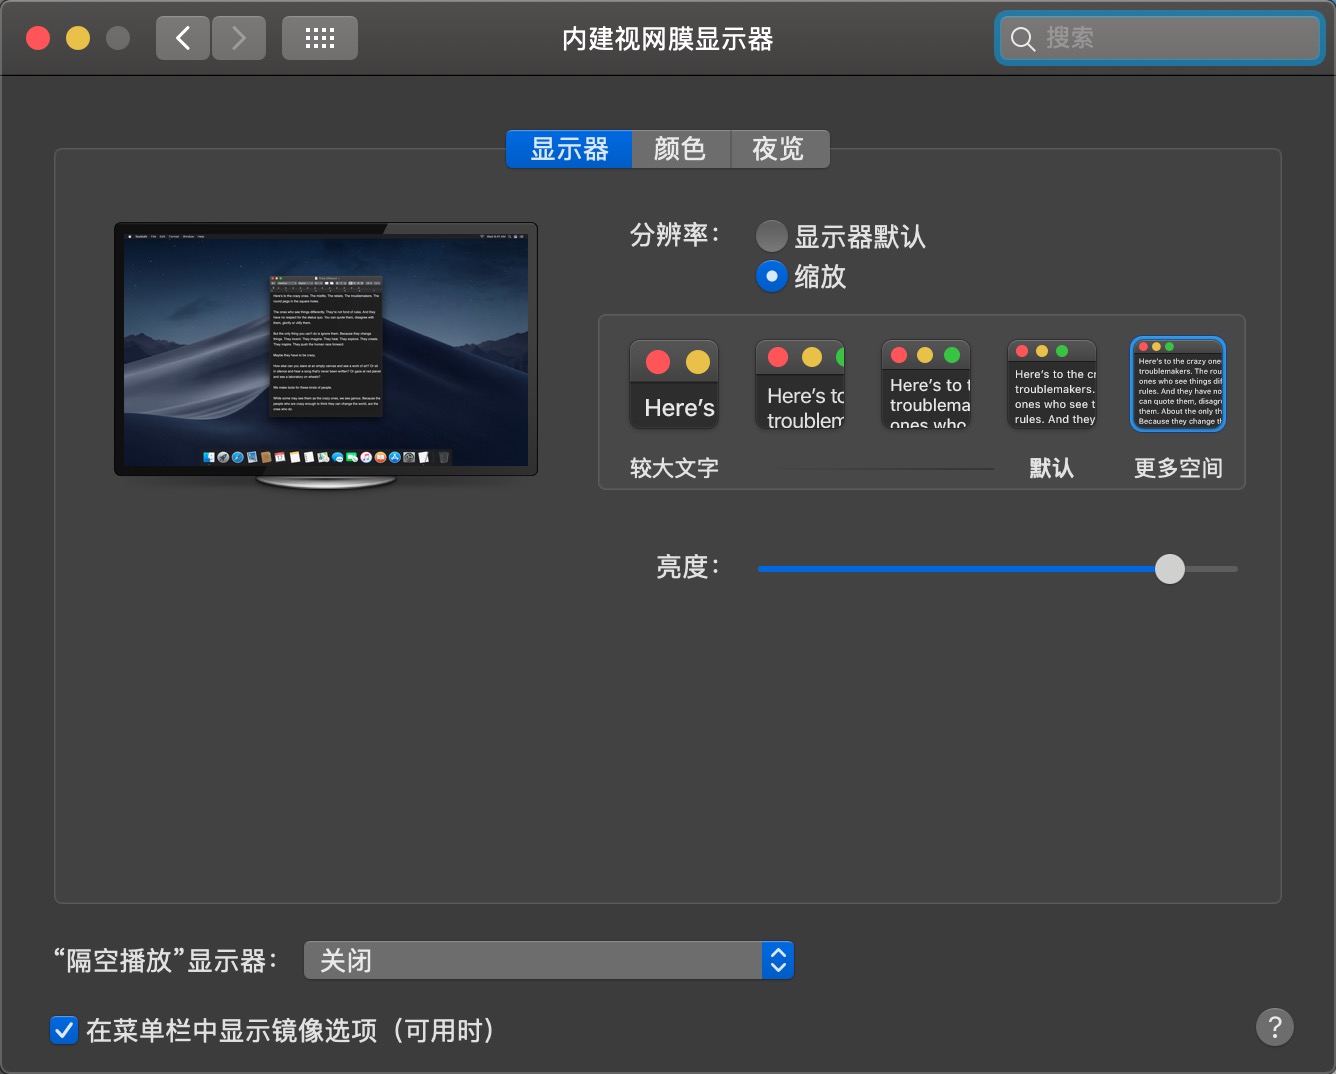 内建视网膜显示器
搜索
显示器
颜色
夜览
分辨率：
显示器默认
缩放
Here's
Here's to
troublem
Here's to t
troublema
ones who
Here's to the cr
troublemakers.
ones who see t
rules. And they
Here's to the crazy one
troublemakers. The rou
ones who see things dif
rules. And they have no
can quote them, disagre
them. About the only th
Because they change th
较大文字
默认
更多空间
亮度：
“隔空播放”显示器：
关闭
在菜单栏中显示镜像选项（可用时）
?